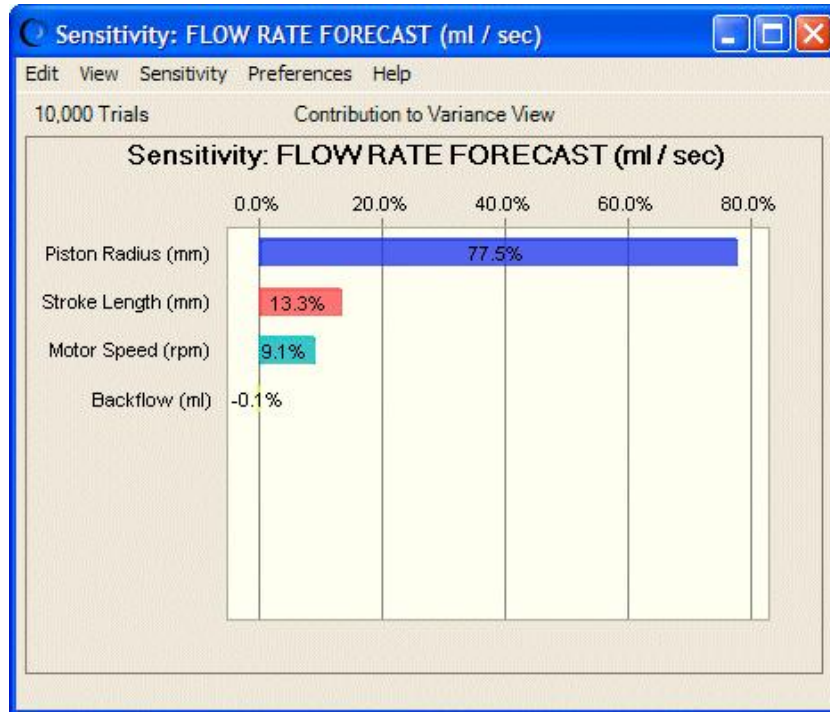 Sensitivity: FLOW RATE FORECAST (ml / sec)
Edit View Sensitivity Preferences Help
10,000 Trials Contribution to Variance View
Sensitivity: FLOW RATE FORECAST (ml / sec)
0.0% 20.0% 40.0% 60.0% 80.0%
Piston Radius (mm) 77.5%
Stroke Length (mm) 13.3%
Motor Speed (rpm) 9.1%
Backflow (ml) -0.1%